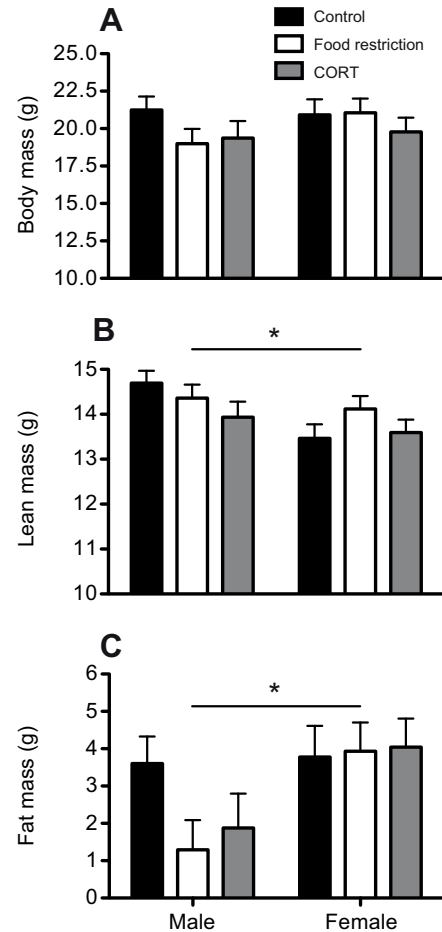 A
Control
Food restriction
CORT
Body mass (g)
25.0
22.5
20.0
17.5
15.0
12.5
10.0
B
*
Lean mass (g)
15
14
13
12
11
10
C
*
Fat mass (g)
6
5
4
3
2
1
0
Male Female